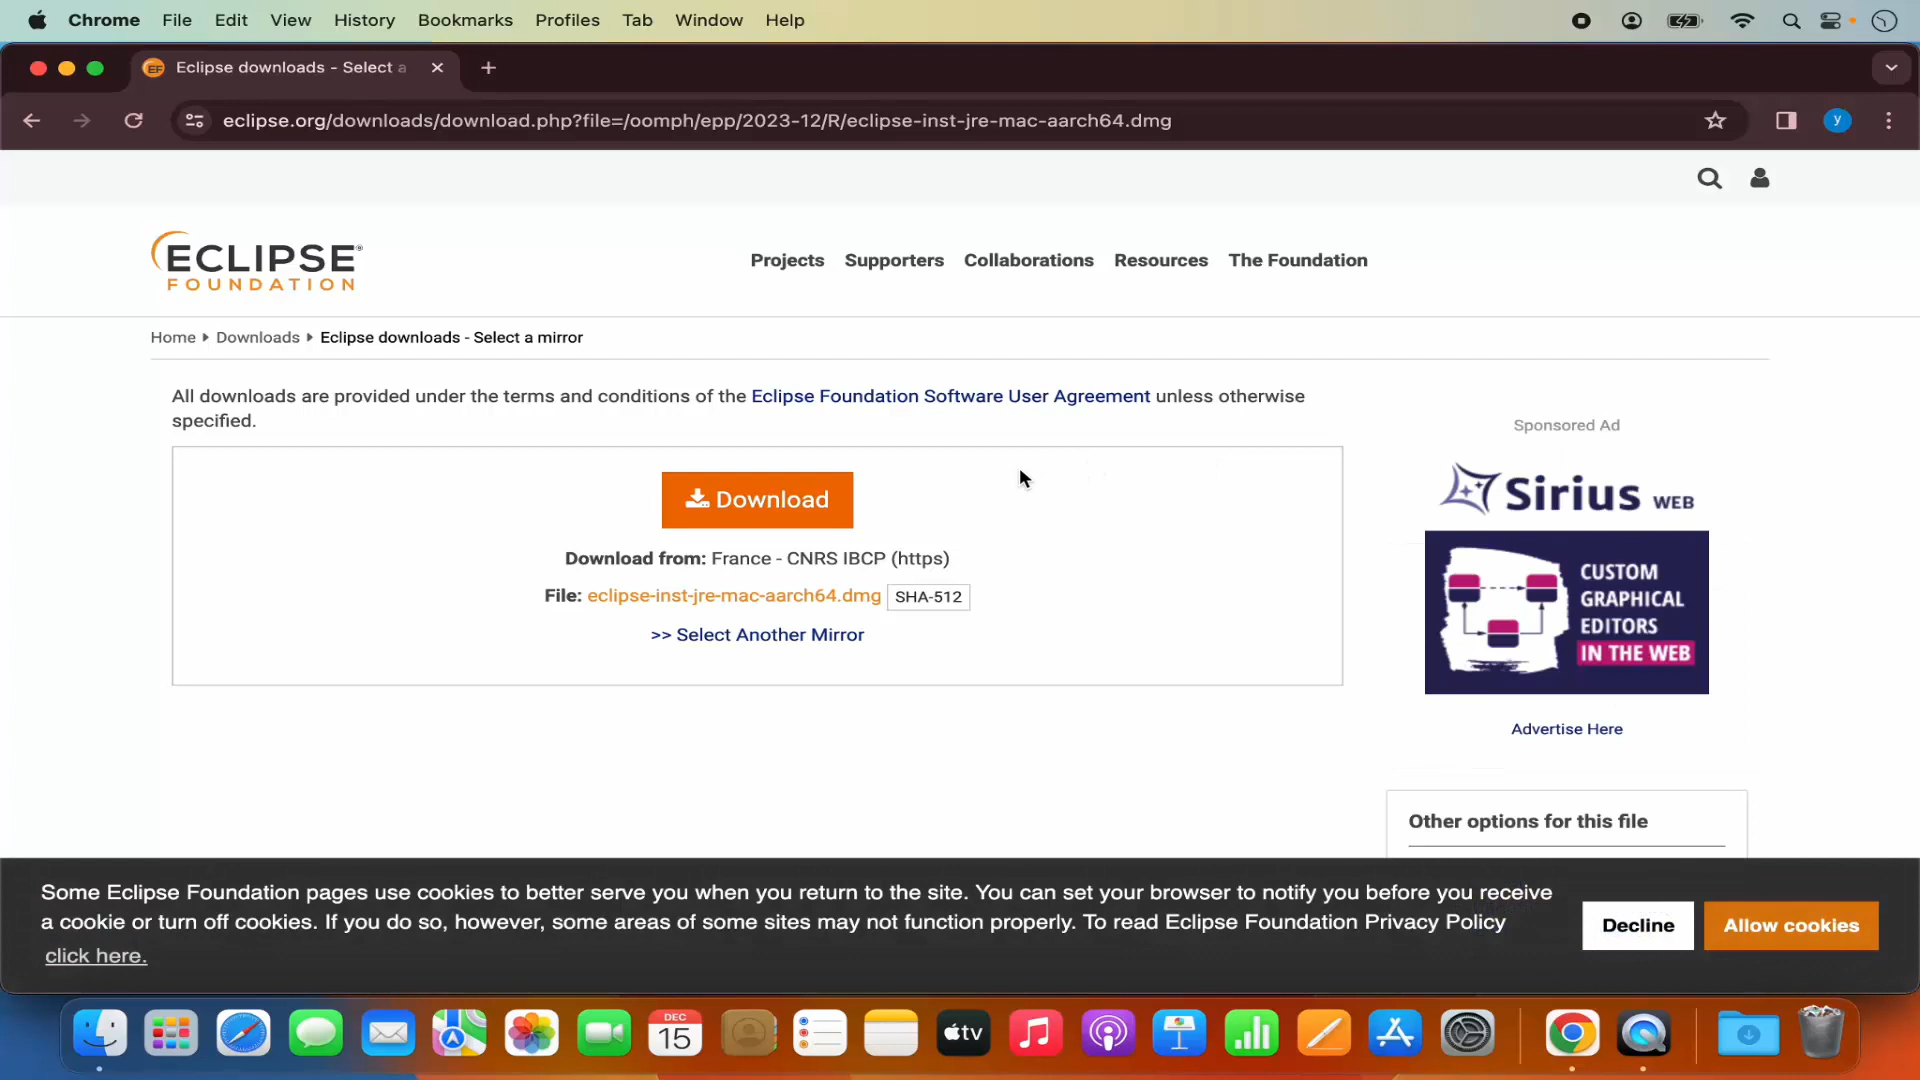 Chrome File Edit View History Bookmarks Profiles Tab Window Help
EF Eclipse downloads - Select a
eclipse.org/downloads/download.php?file=/oomph/epp/2023-12/R/eclipse-inst-jre-mac-aarch64.dmg
y
ECLIPSE®
FOUNDATION
Projects Supporters Collaborations Resources The Foundation
Home Downloads Eclipse downloads - Select a mirror
All downloads are provided under the terms and conditions of the Eclipse Foundation Software User Agreement unless otherwise
specified.
Download
Download from: France - CNRS IBCP (https)
File: eclipse-inst-jre-mac-aarch64.dmg SHA-512
>> Select Another Mirror
Sponsored Ad
Sirius WEB
CUSTOM
GRAPHICAL
EDITORS
IN THE WEB
Advertise Here
Other options for this file
Some Eclipse Foundation pages use cookies to better serve you when you return to the site. You can set your browser to notify you before you receive
a cookie or turn off cookies. If you do so, however, some areas of some sites may not function properly. To read Eclipse Foundation Privacy Policy
click here.
Decline
Allow cookies
DEC
15
tv